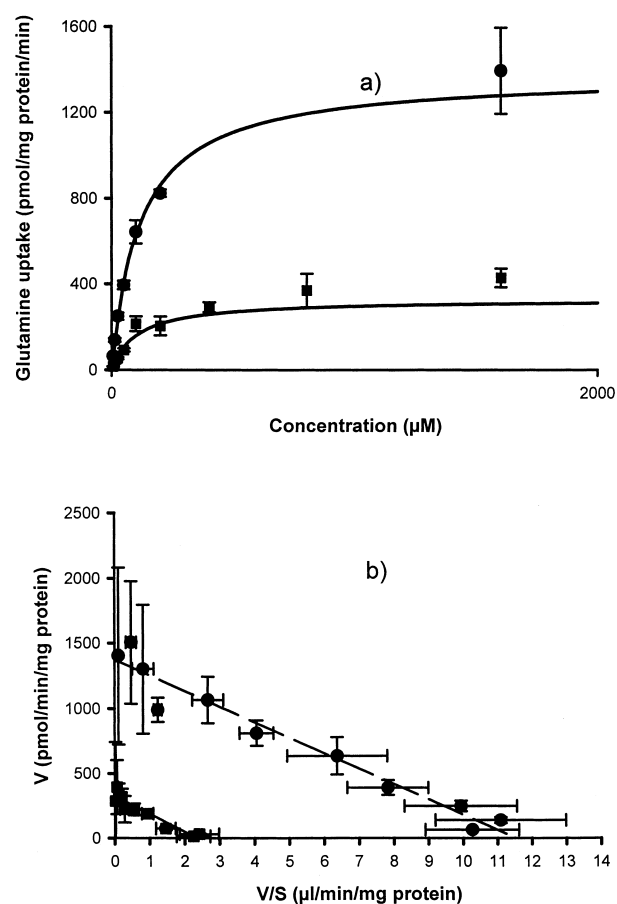 1600
a)
1200
800
400
0
0
2000
Glutamine uptake (pmol/mg protein/min)
Concentration (µM)
2500
b)
2000
1500
1000
500
0
0 1 2 3 4 5 6 7 8 9 10 11 12 13 14
V (pmol/min/mg protein)
V/S (µl/min/mg protein)